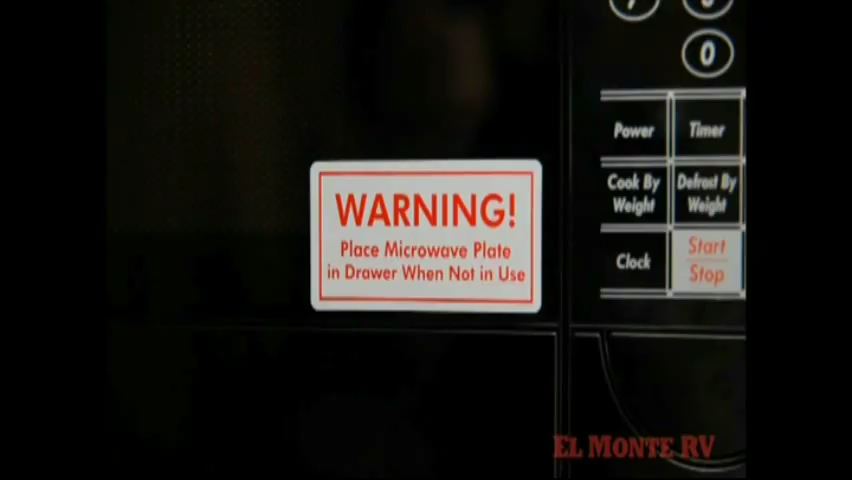 0
Power Timer
Cook By Weight
Defrost By Weight
Clock
Start
Stop
WARNING!
Place Microwave Plate
in Drawer When Not in Use
EL MONTE RV